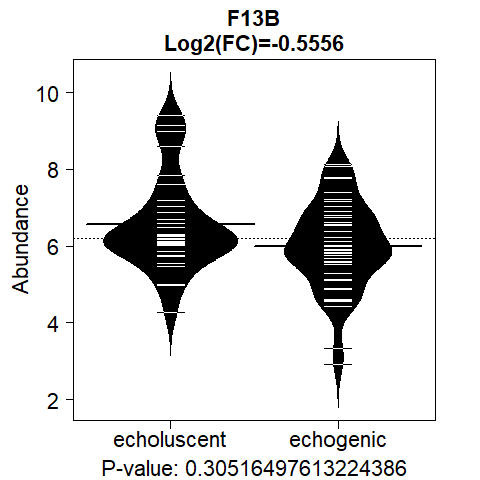 F13B
Log2(FC)=-0.5556
Abundance
10
8
6
4
2
echoluscent echogenic
P-value: 0.30516497613224386